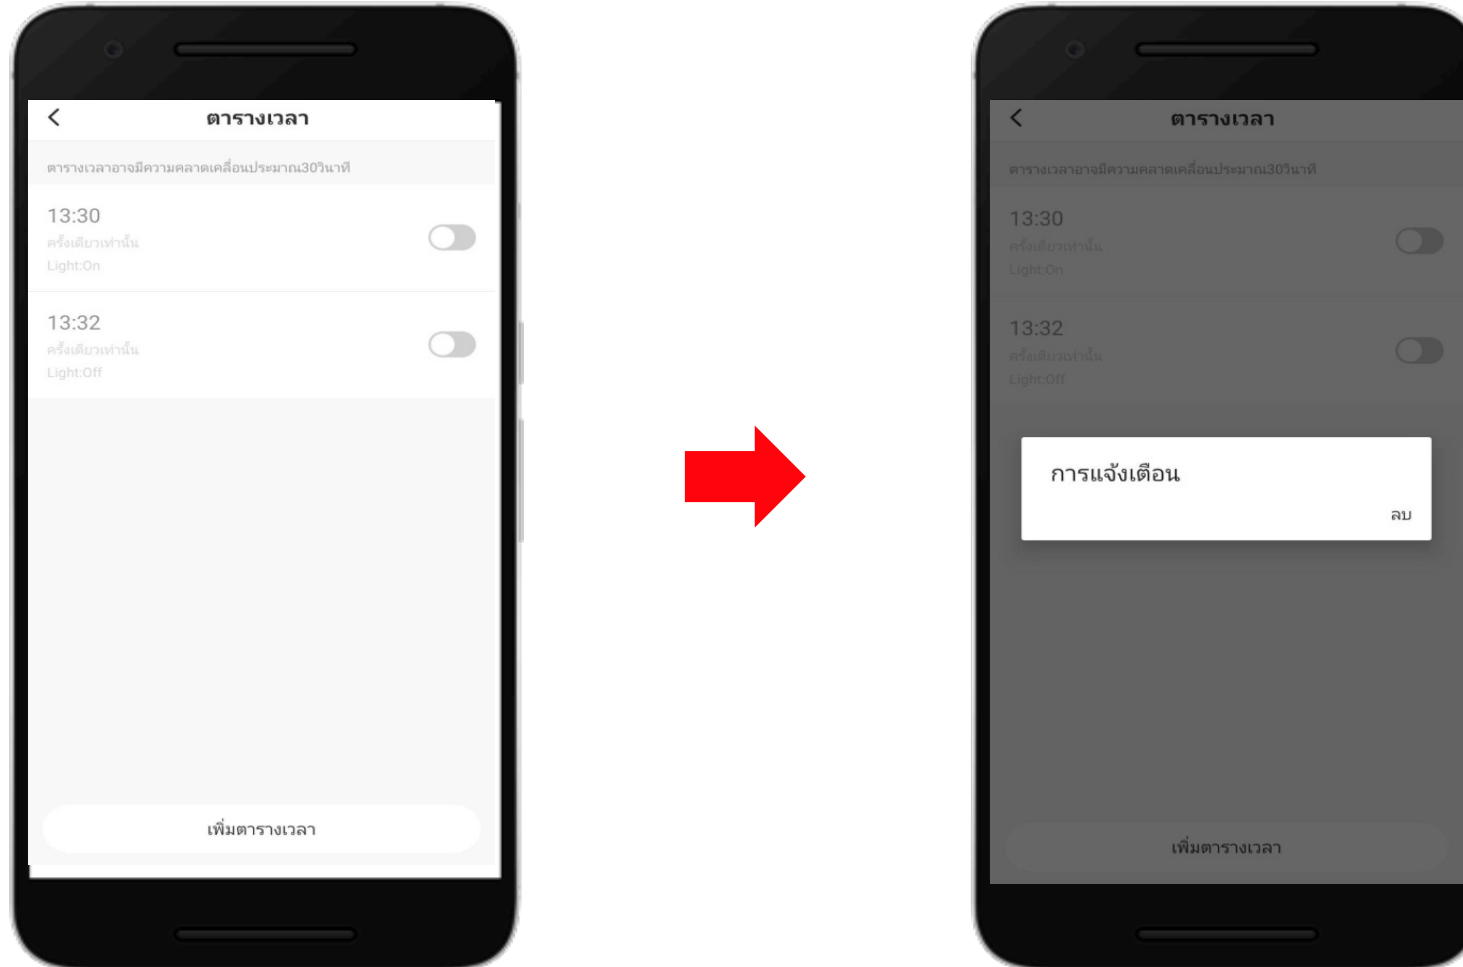 ตารางเวลา
ตารางเวลาอาจมีความคลาดเคลื่อนประมาณ30วินาที
13:30
ครั้งเดียวเท่านั้น
Light:On
13:32
ครั้งเดียวเท่านั้น
Light:Off
เพิ่มตารางเวลา
ตารางเวลา
ตารางเวลาอาจมีความคลาดเคลื่อนประมาณ30วินาที
13:30
ครั้งเดียวเท่านั้น
Light:On
13:32
ครั้งเดียวเท่านั้น
Light:Off
การแจ้งเตือน
ลบ
เพิ่มตารางเวลา